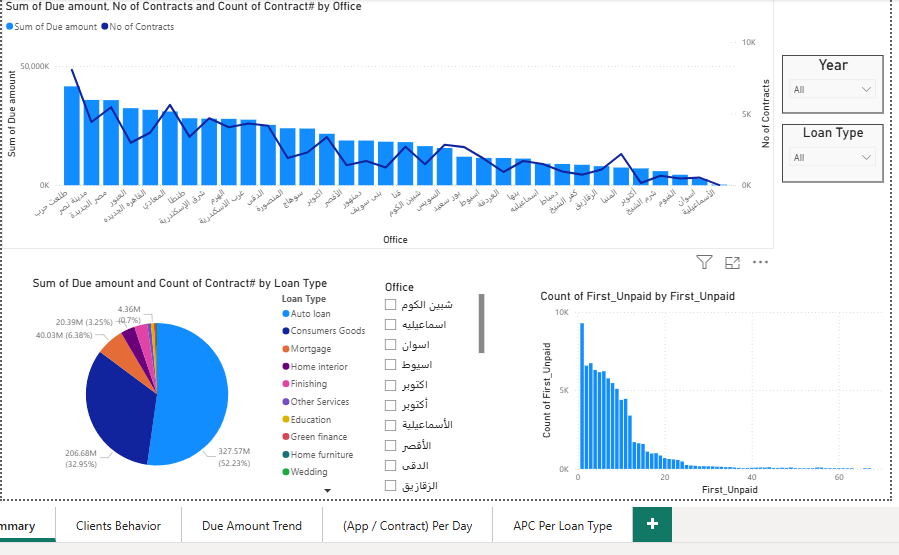 Sum of Due amount, No of Contracts and Count of Contract# by Office
Sum of Due amount No of Contracts
10K
50,000K
5K
0K
0K
Sum of Due amount
No of Contracts
طلعت حرب
مدينة نصر
مصر الجديدة
العبور
القاهره الجديده
المعادي
طنطا
شرق الإسكندرية
الهرم
غرب الاسكندرية
الدقى
المنصورة
سوهاج
اكتوبر
الأقصر
دمنهور
بنى سويف
قنا
شبين الكوم
السويس
بور سعيد
اسيوط
الغردقة
بنها
اسماعيليه
دمياط
كفر الشيخ
الزقازيق
المنيا
أكتوبر
شرم الشيخ
الفيوم
اسوان
الأسماعيلية
Office
Year
All
Loan Type
All
Sum of Due amount and Count of Contract# by Loan Type
4.36M
(0.7%)
20.39M (3.25%)
40.03M (6.38%)
206.68M
(32.95%)
327.57M
(52.23%)
Loan Type
Auto loan
Consumers Goods
Mortgage
Home interior
Finishing
Other Services
Education
Green finance
Home furniture
Wedding
Office
شبين الكوم
اسماعيليه
اسوان
اسيوط
اكتوبر
أكتوبر
الأسماعيلية
الأقصر
الدقى
الزقازيق
Count of First_Unpaid by First_Unpaid
10K
5K
0K
Count of First_Unpaid
0 20 40 60
First_Unpaid
mmary
Clients Behavior
Due Amount Trend
(App / Contract) Per Day
APC Per Loan Type
+